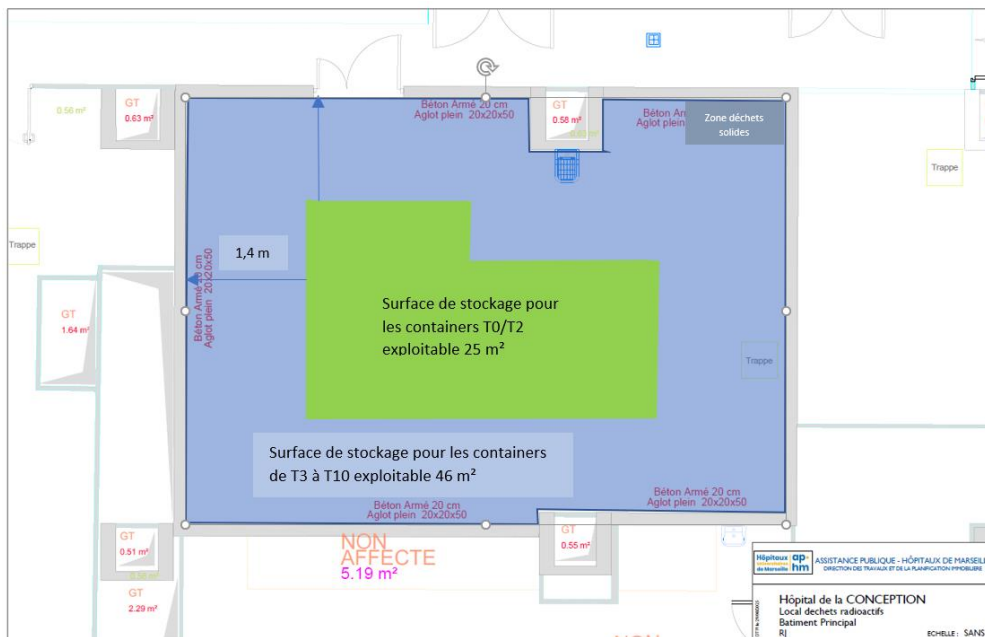 0.56 m²
GT
0.63 m²
Béton Armé 20 cm
Aglot plein 20x20x50
GT
0.58 m²
Zone déchets
solides
Trappe
Trappe
1,4 m
Béton Armé 20 cm
Aglot plein 20x20x50
GT
1.64 m²
Surface de stockage pour
les containers T0/T2
exploitable 25 m²
Trappe
Surface de stockage pour les containers
de T3 à T10 exploitable 46 m²
Béton Armé 20 cm
Aglot plein 20x20x50
Béton Armé 20 cm
Aglot plein 20x20x50
GT
0.51 m²
NON
AFFECTE
5.19 m²
GT
0.55 m²
GT
2.29 m²
Hôpitaux
de Marseille
ap-
hm
ASSISTANCE PUBLIQUE - HÔPITAUX DE MARSEILLE
DIRECTION DES TRAVAUX ET DE LA PLANIFICATION IMMOBILIERE
Hôpital de la CONCEPTION
Local dechets radioactifs
Batiment Principal
RJ
ECHELLE : SANS